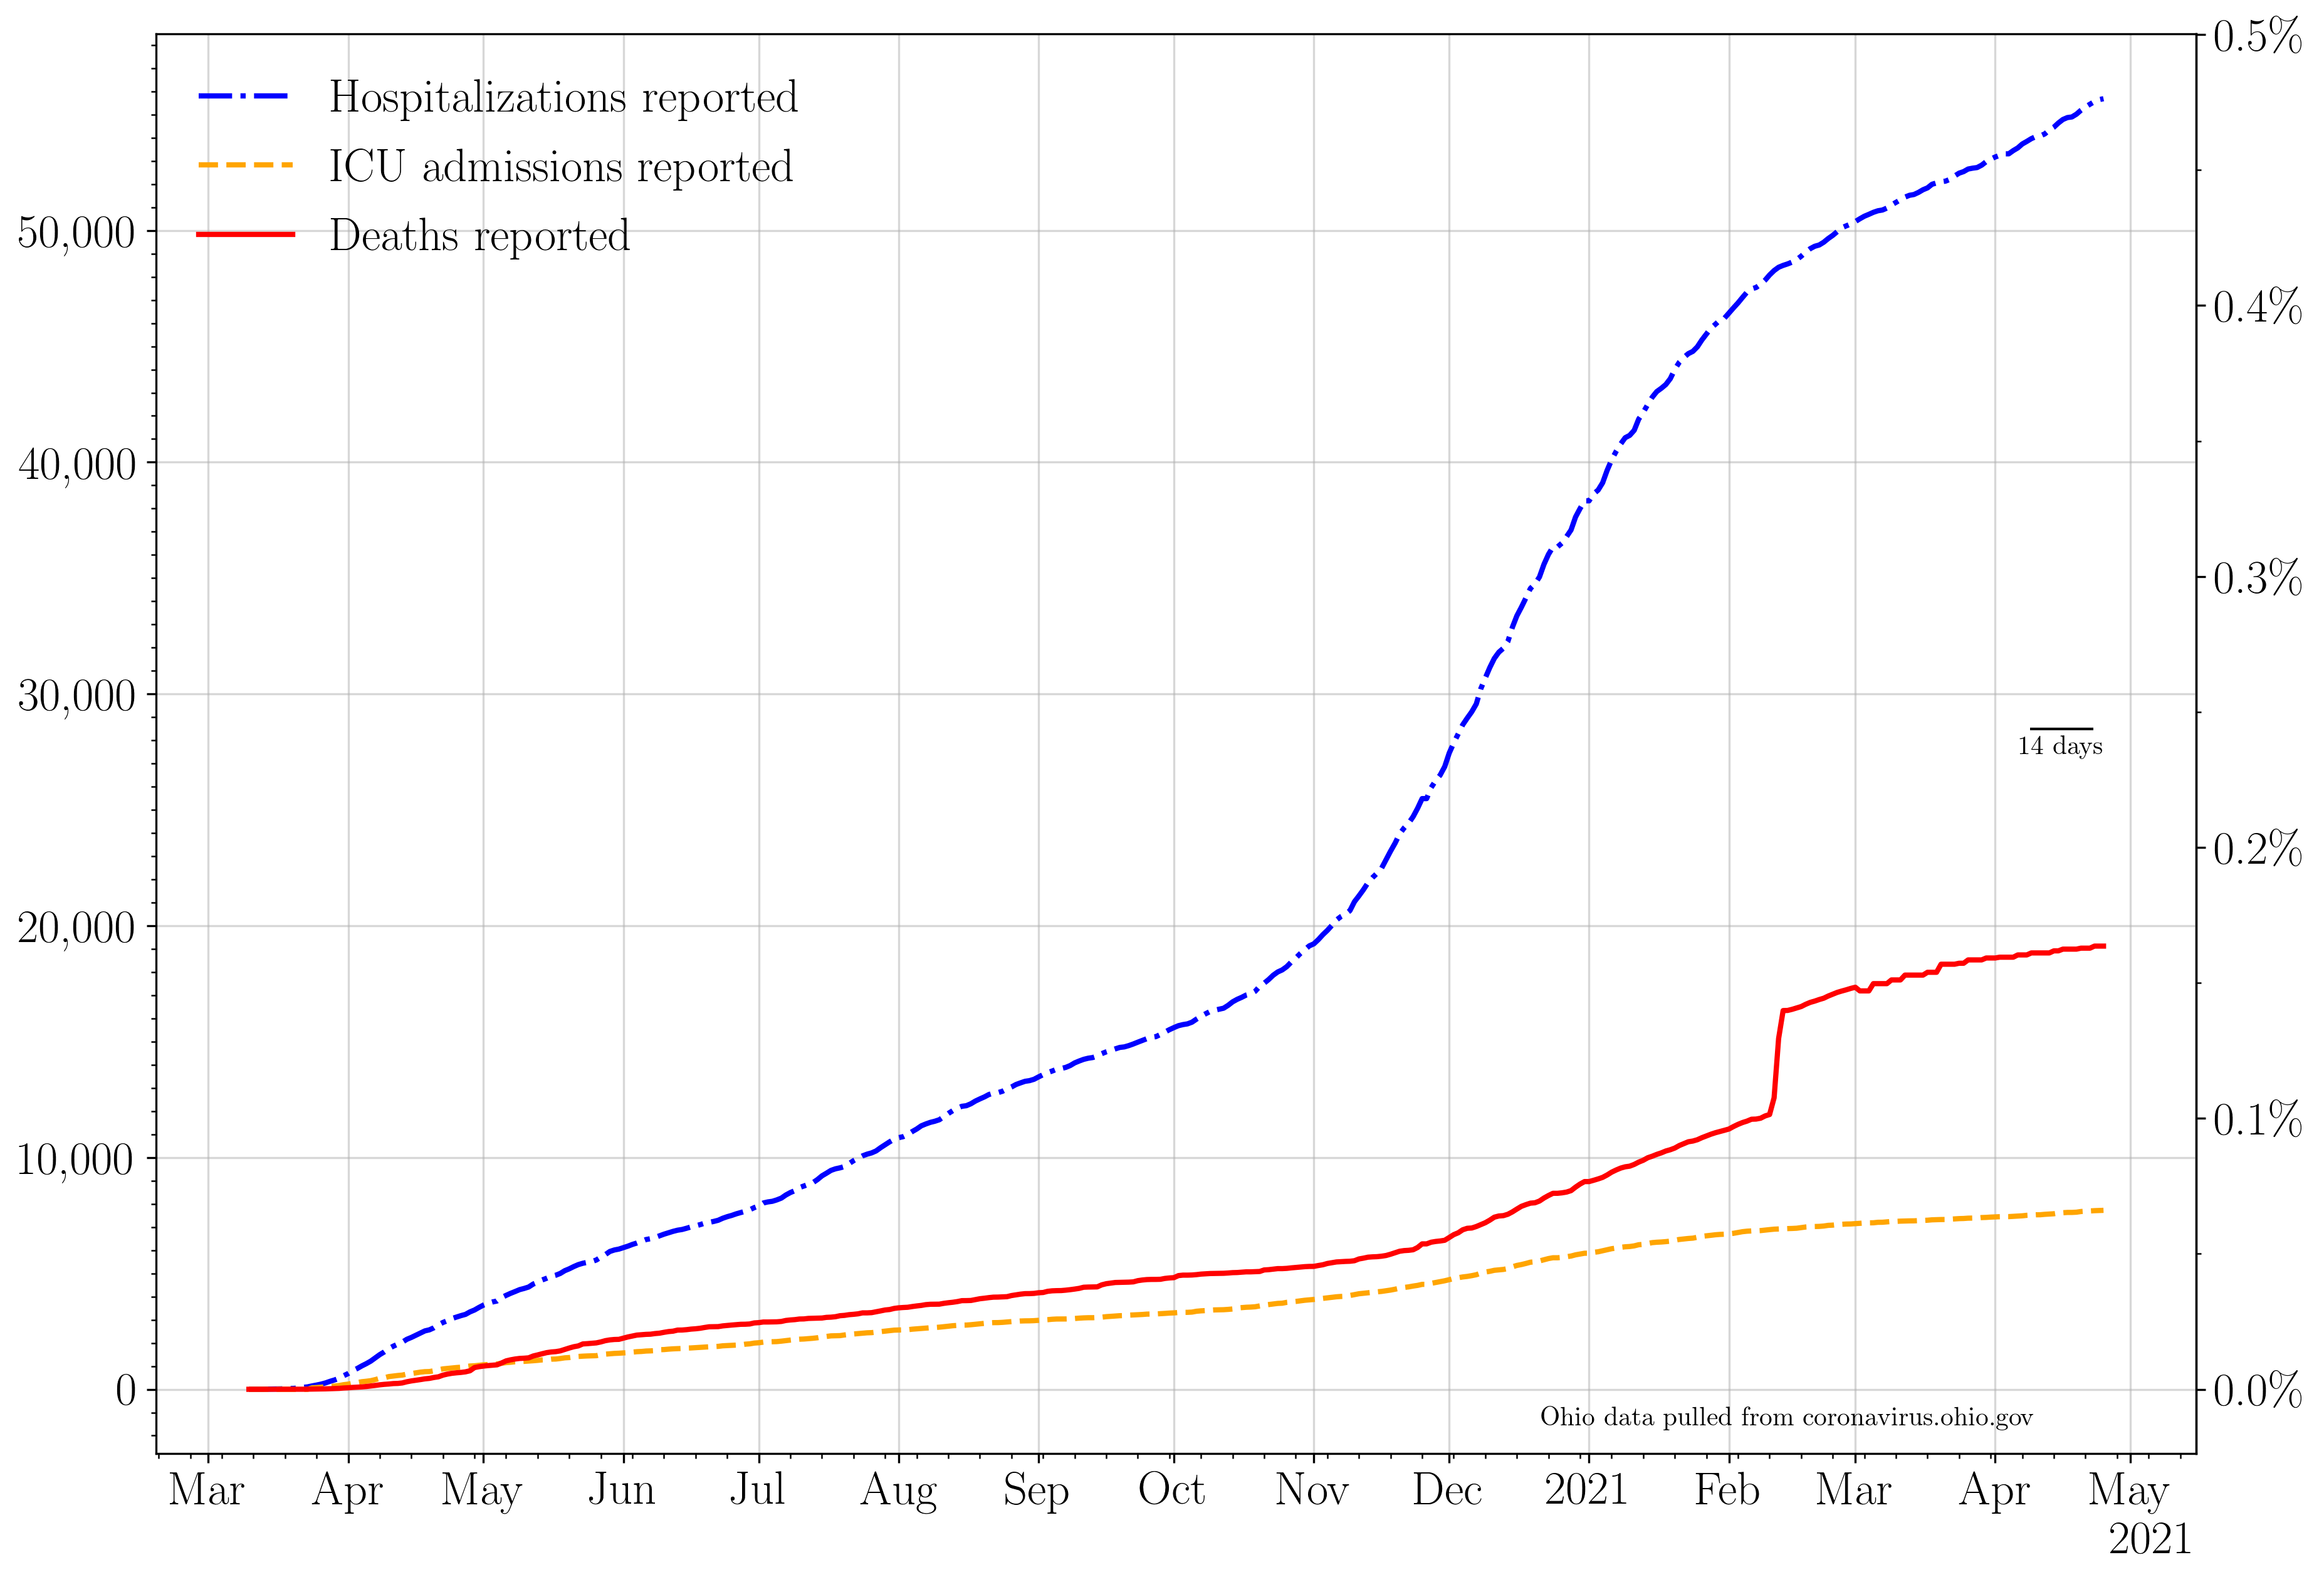 Hospitalizations reported
ICU admissions reported
Deaths reported
50,000
40,000
30,000
20,000
10,000
0
0.5%
0.4%
0.3%
0.2%
0.1%
0.0%
14 days
Ohio data pulled from coronavirus.ohio.gov
Mar Apr May Jun Jul Aug Sep Oct Nov Dec 2021 Feb Mar Apr May
2021